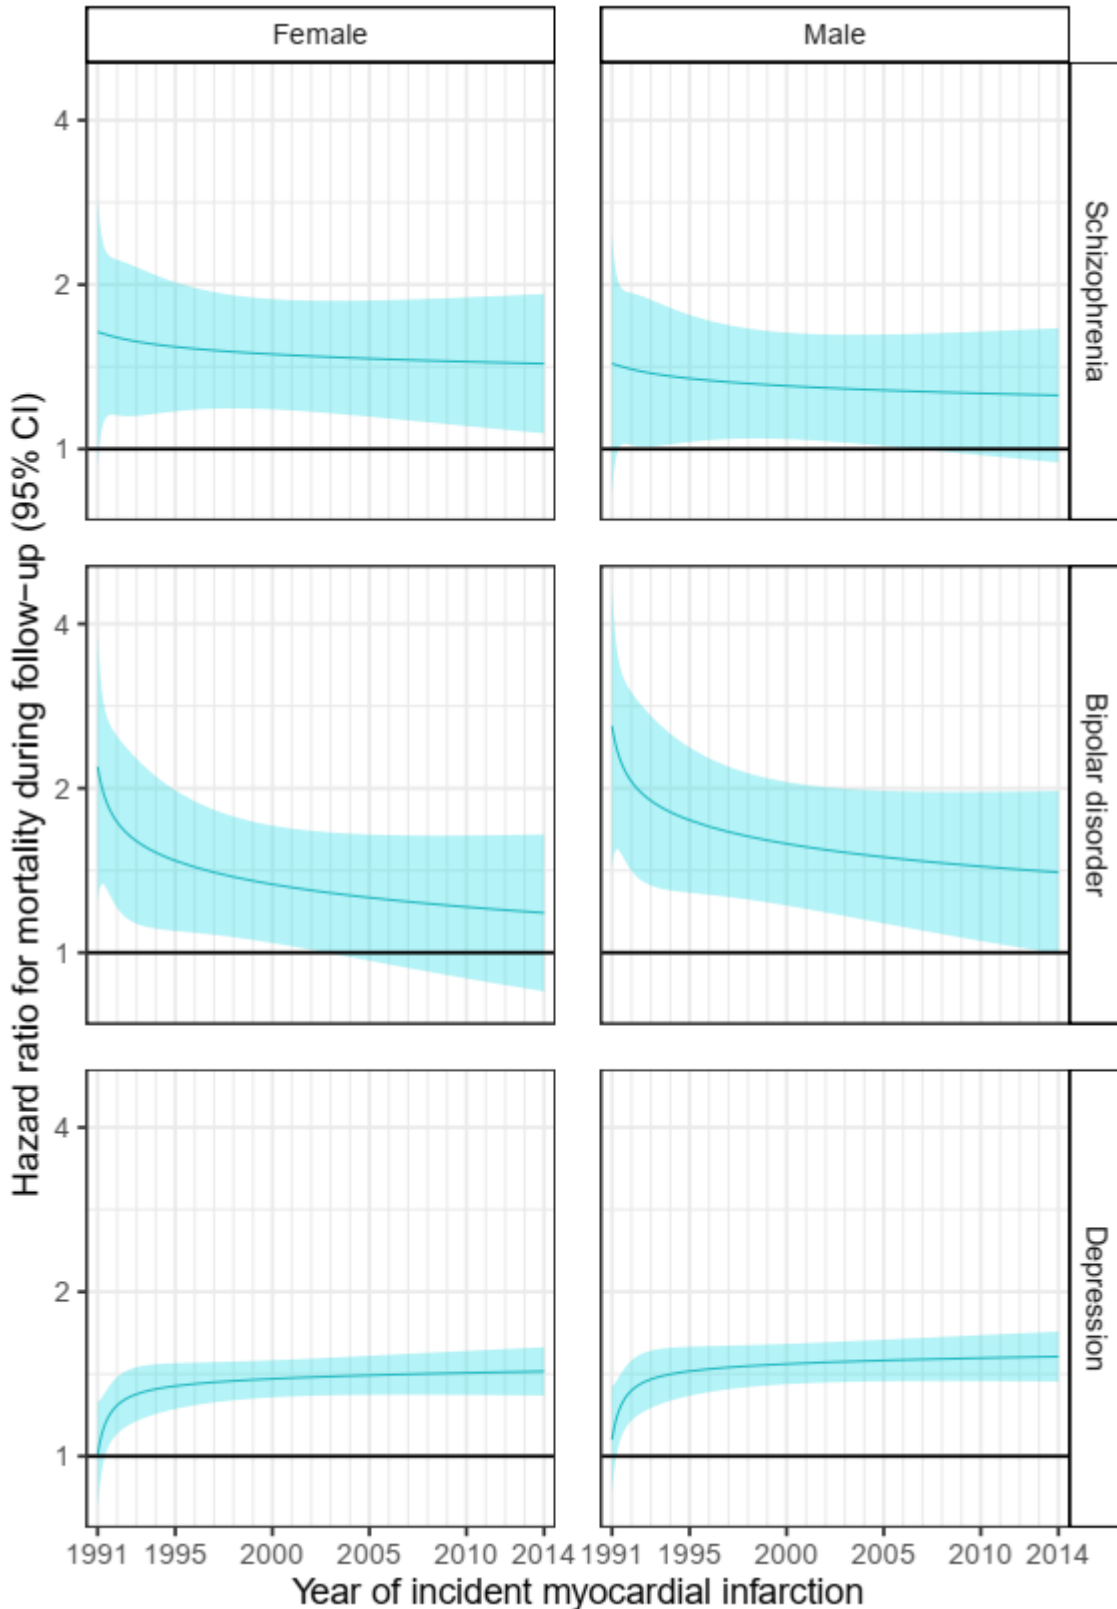 Female
Male
4
2
1
Schizophrenia
4
2
1
Bipolar disorder
4
2
1
Depression
Hazard ratio for mortality during follow−up (95% CI)
1991 1995 2000 2005 2010 2014
1991 1995 2000 2005 2010 2014
Year of incident myocardial infarction